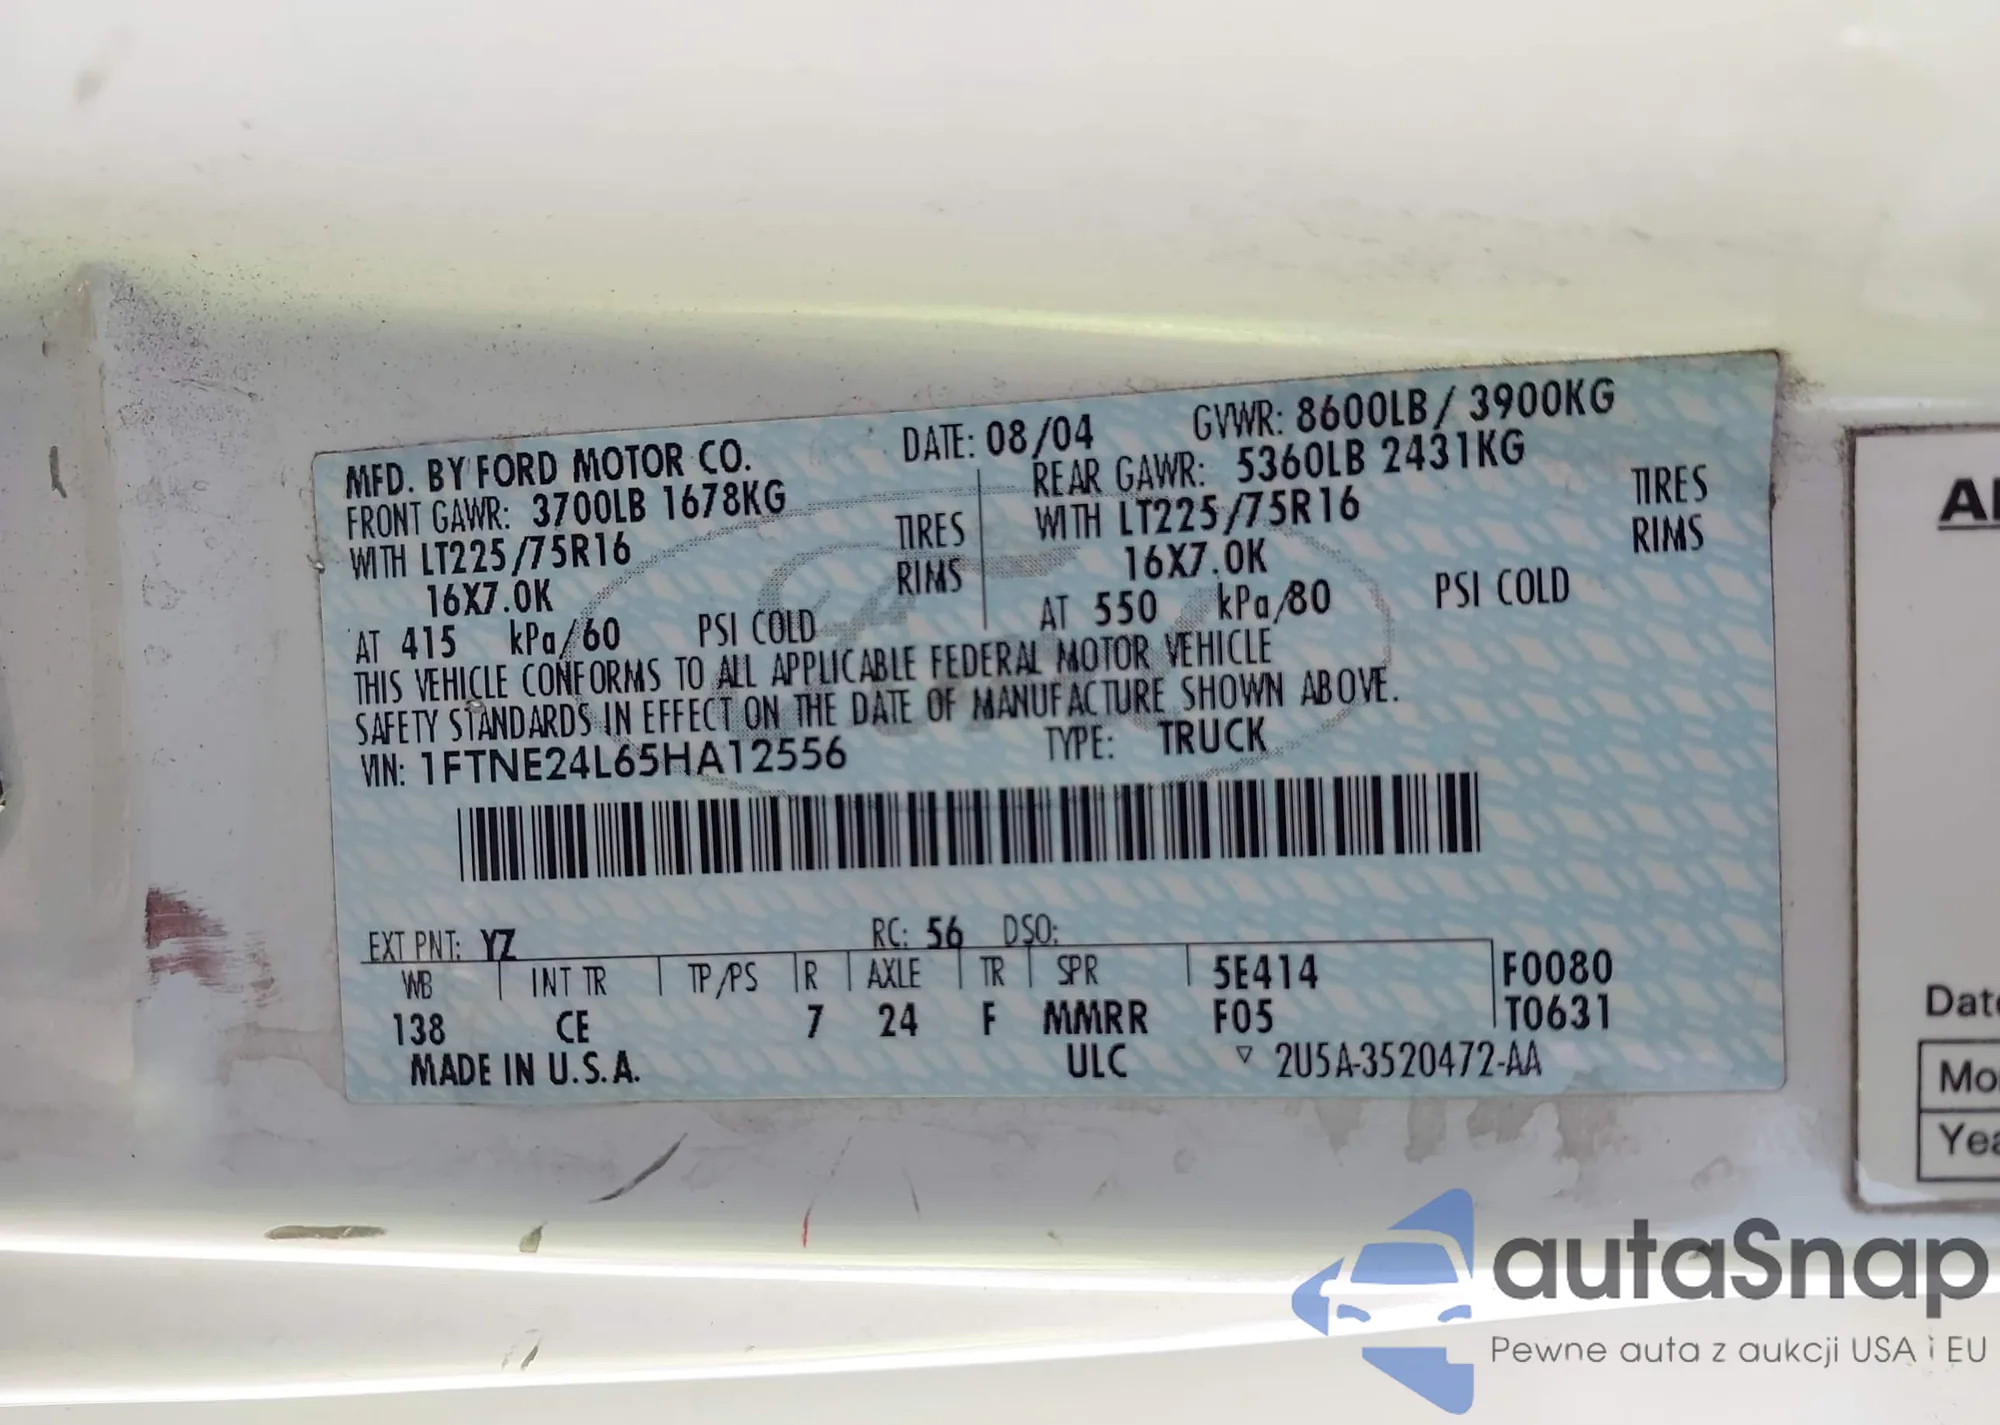 MFD. BY FORD MOTOR CO. DATE: 08/04 GVWR: 8600LB / 3900KG
FRONT GAWR: 3700LB 1678KG REAR GAWR: 5360LB 2431KG
WITH LT225/75R16 TIRES WITH LT225/75R16 TIRES
16X7.0K RIMS 16X7.0K RIMS
AT 415 kPa/60 PSI COLD AT 550 kPa/80 PSI COLD
THIS VEHICLE CONFORMS TO ALL APPLICABLE FEDERAL MOTOR VEHICLE
SAFETY STANDARDS IN EFFECT ON THE DATE OF MANUFACTURE SHOWN ABOVE.
VIN: 1FTNE24L65HA12556 TYPE: TRUCK
EXT PNT: YZ RC: 56 DSO:
WB INT TR TP/PS R AXLE TR SPR 5E414 F0080
138 CE 7 24 F MMRR F05 T0631
MADE IN U.S.A. ULC ▽ 2U5A-3520472-AA
autaSnap
Pewne auta z aukcji USA i EU